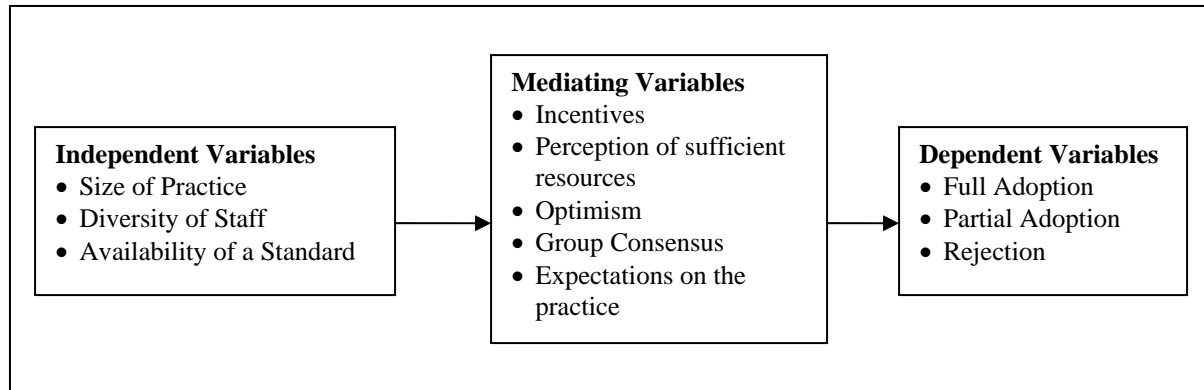 Independent Variables
• Size of Practice
• Diversity of Staff
• Availability of a Standard
Mediating Variables
• Incentives
• Perception of sufficient
resources
• Optimism
• Group Consensus
• Expectations on the
practice
Dependent Variables
• Full Adoption
• Partial Adoption
• Rejection